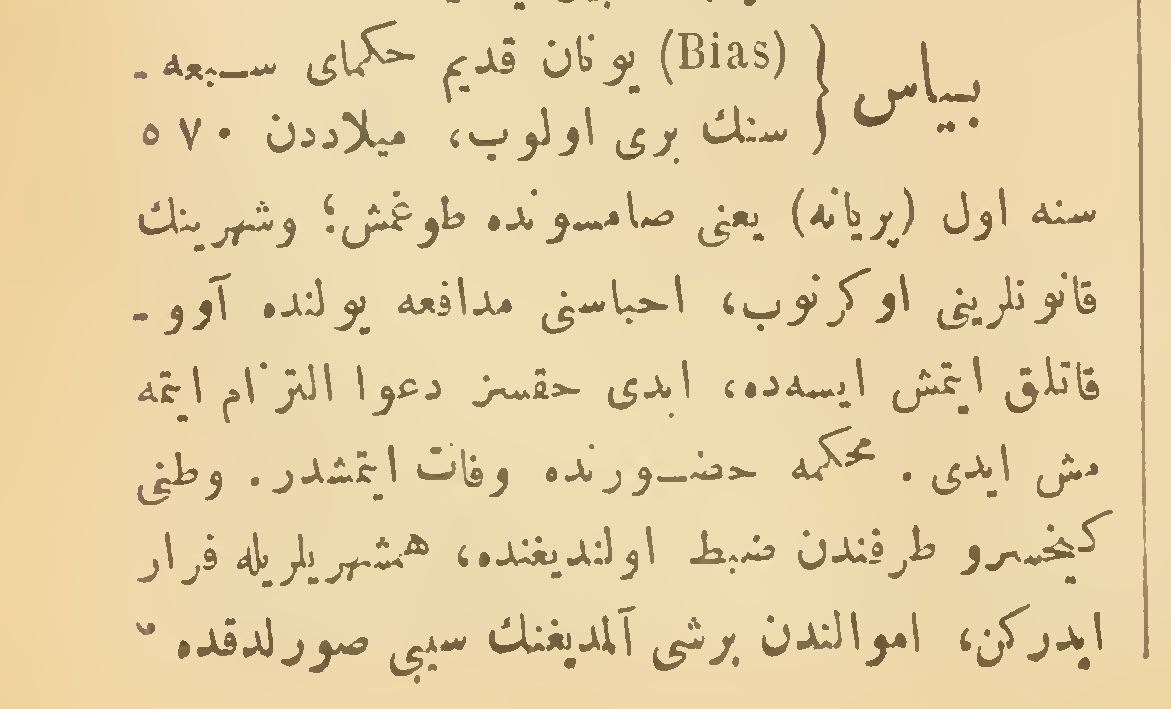 بیاس { (Bias) یونان قدیم حکمای سبعه-
سنك بری اولوب، میلاددن ٥٧٠
سنه اول (پریانه) یعنی صامسونده طوغمش؛ وشهرینك
قانونلرینی اوکرنوب، احباسنی مدافعه یولنده آوو-
قاتلق ایتمش ایسه‌ده، ابدی حقسز دعوا التزام ایتمه
مش ایدی. محکمه حضورنده وفات ایتمشدر. وطنی
کیخسرو طرفندن ضبط اولندیغنده، همشهریلریله فرار
ایدرکن، اموالندن برشی آلمدیغنك سببی صورلدقده "